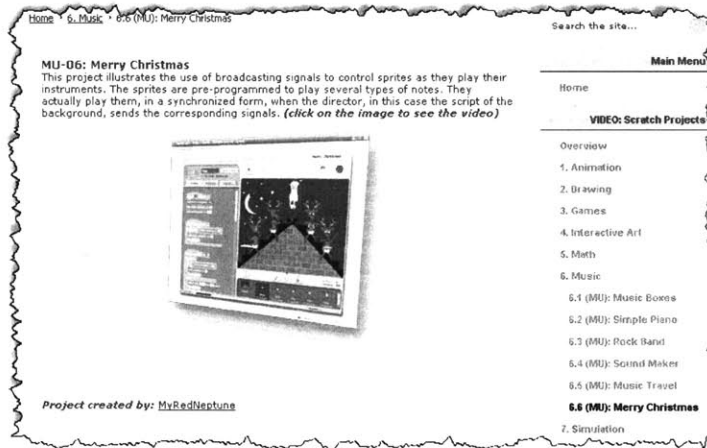 Home › 6. Music › 6.6 (MU): Merry Christmas
Search the site...
MU-06: Merry Christmas
This project illustrates the use of broadcasting signals to control sprites as they play their
instruments. The sprites are pre-programmed to play several types of notes. They
actually play them, in a synchronized form, when the director, in this case the script of the
background, sends the corresponding signals. (click on the image to see the video)
Project created by: MyRedNeptune
Main Menu
Home
VIDEO: Scratch Projects
Overview
1. Animation
2. Drawing
3. Games
4. Interactive Art
5. Math
6. Music
6.1 (MU): Music Boxes
6.2 (MU): Simple Piano
6.3 (MU): Rock Band
6.4 (MU): Sound Maker
6.5 (MU): Music Travel
6.6 (MU): Merry Christmas
7. Simulation